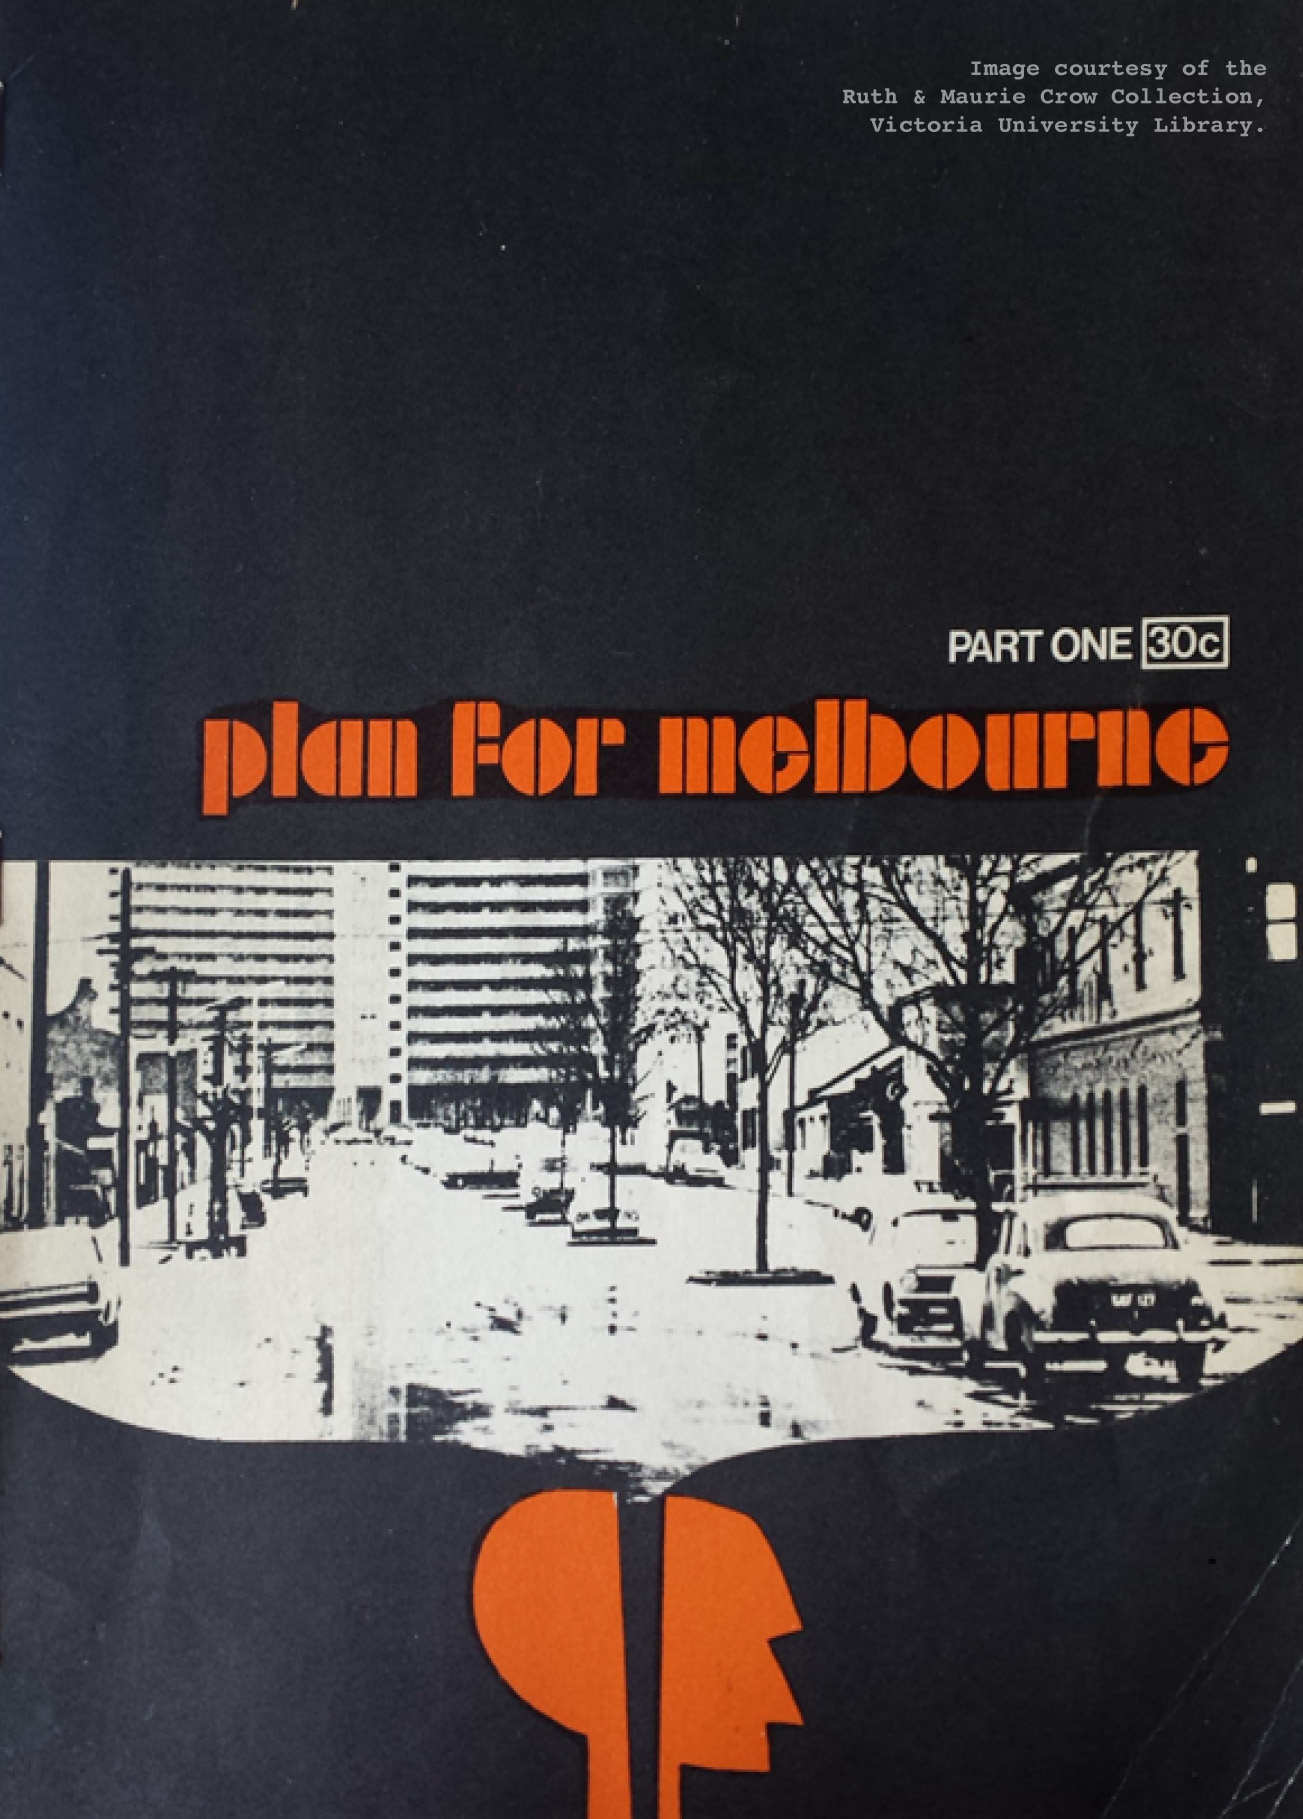 Image courtesy of the
Ruth & Maurie Crow Collection,
Victoria University Library.
PART ONE 30c
plan for melbourne